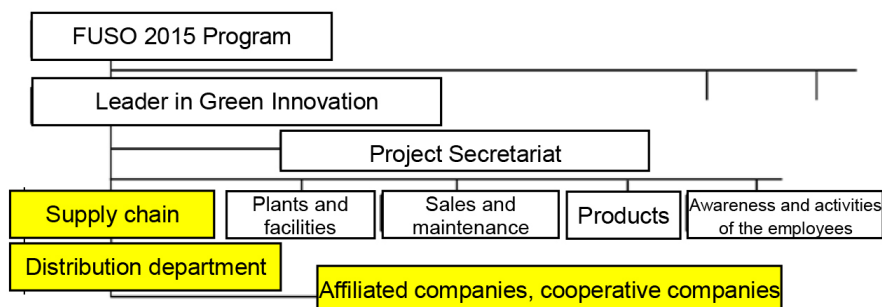 FUSO 2015 Program
Leader in Green Innovation
Project Secretariat
Supply chain
Plants and
facilities
Sales and
maintenance
Products
Awareness and activities
of the employees
Distribution department
Affiliated companies, cooperative companies